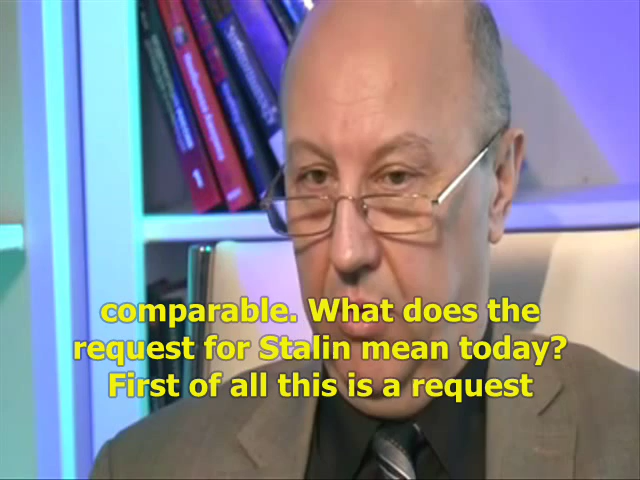 comparable. What does the
request for Stalin mean today?
First of all this is a request